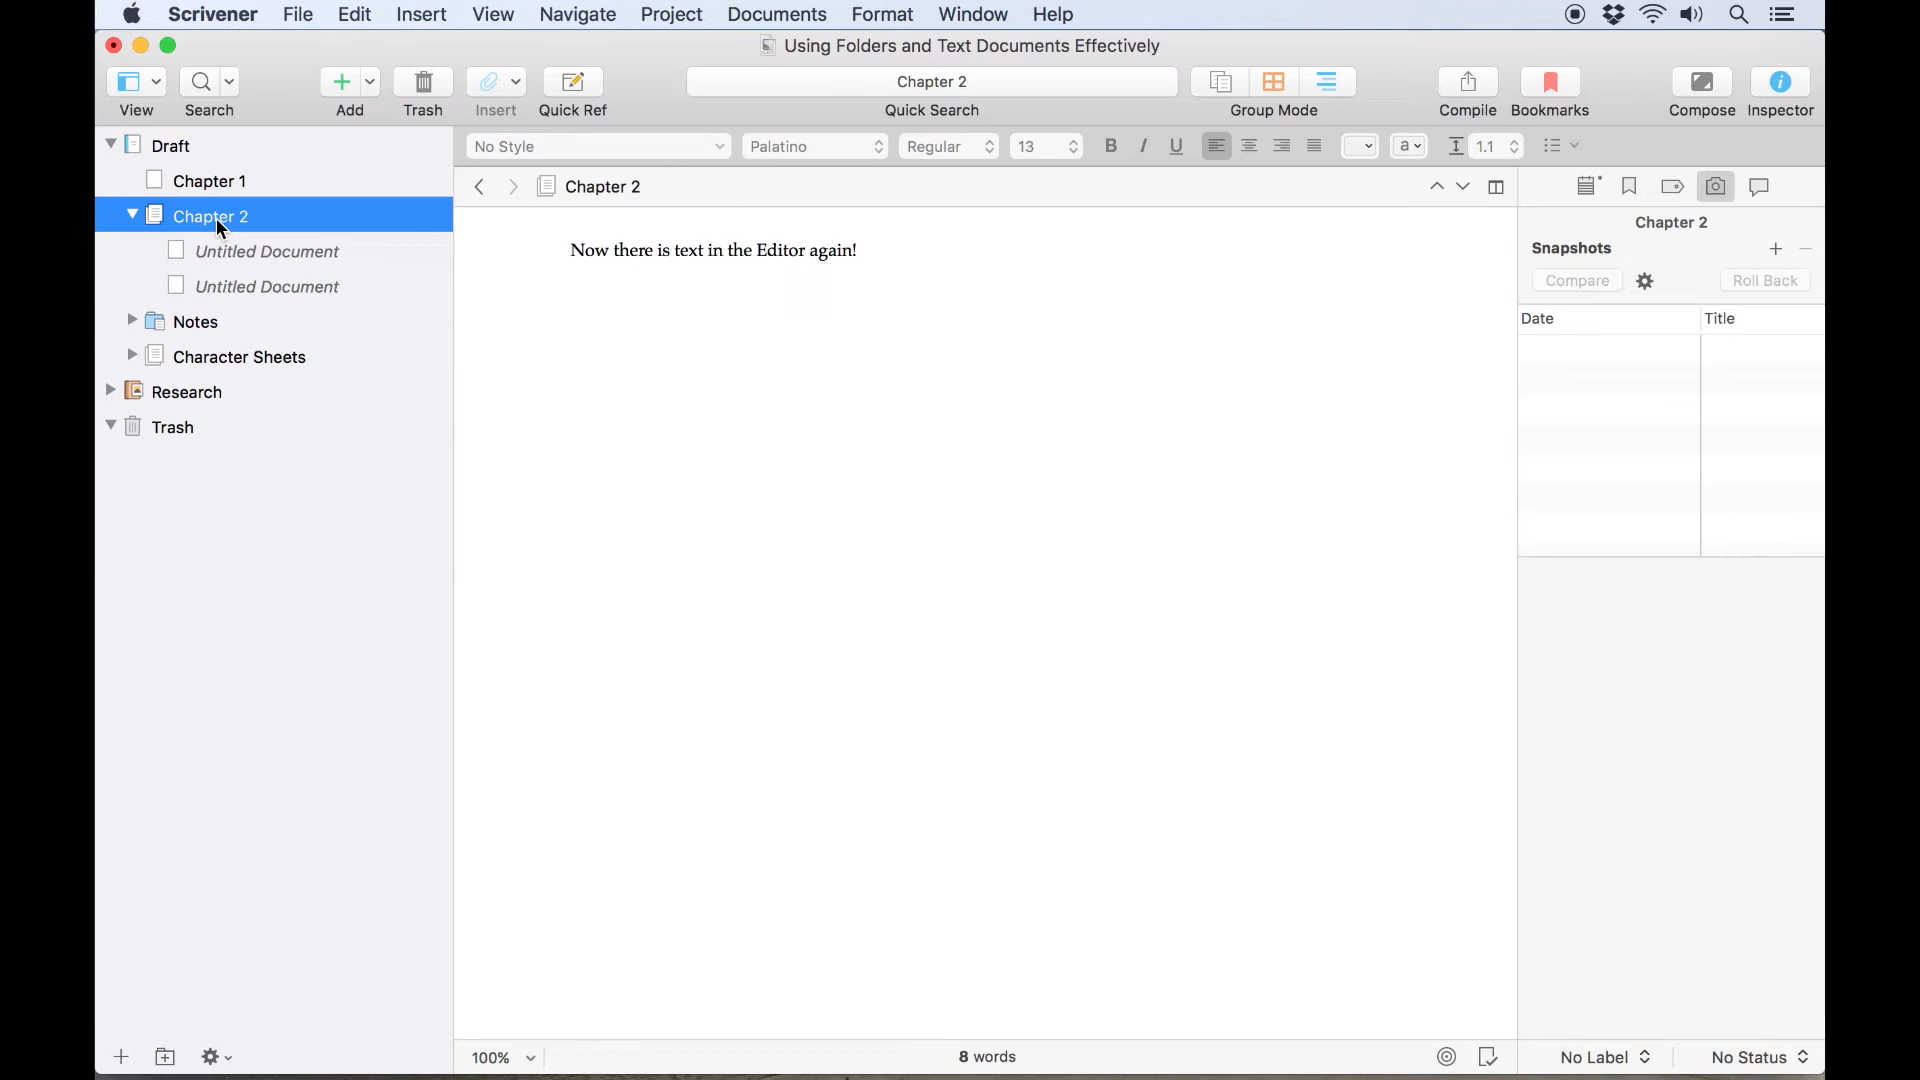 Scrivener File Edit Insert View Navigate Project Documents Format Window Help
Using Folders and Text Documents Effectively
Chapter 2
View Search Add Trash Insert Quick Ref Quick Search Group Mode Compile Bookmarks Compose Inspector
No Style Palatino Regular 13 B I U a 1.1
Draft
Chapter 1
Chapter 2
Untitled Document
Untitled Document
Notes
Character Sheets
Research
Trash
Chapter 2
Now there is text in the Editor again!
Chapter 2
Snapshots
Compare Roll Back
Date Title
100% 8 words No Label No Status